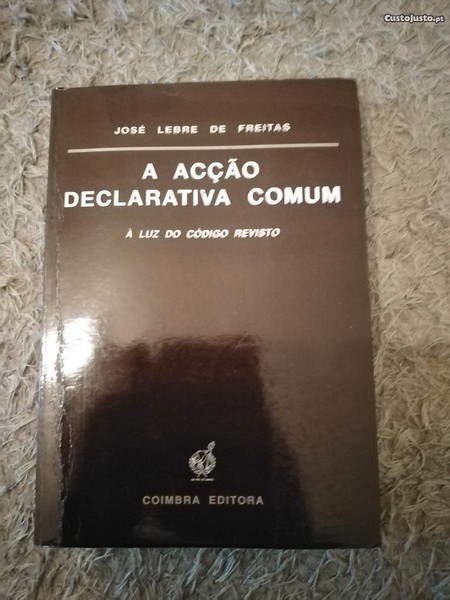 CustoJusto.pt
JOSÉ LEBRE DE FREITAS
A ACÇÃO
DECLARATIVA COMUM
À LUZ DO CÓDIGO REVISTO
COIMBRA EDITORA